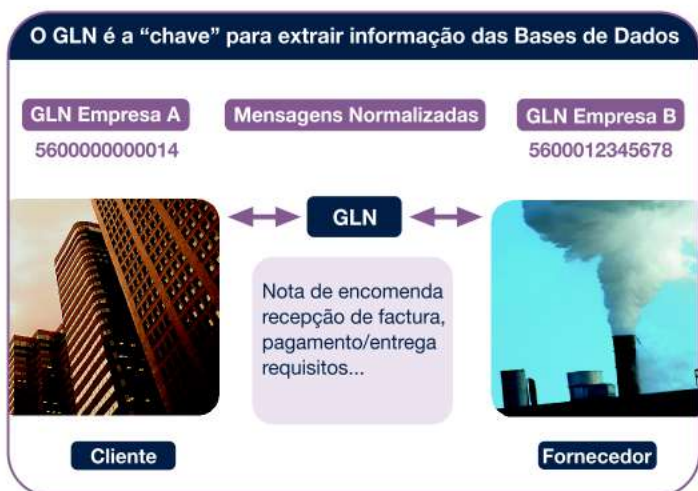 O GLN é a “chave” para extrair informação das Bases de Dados
GLN Empresa A
Mensagens Normalizadas
GLN Empresa B
5600000000014
5600012345678
GLN
Nota de encomenda
recepção de factura,
pagamento/entrega
requisitos...
Cliente
Fornecedor